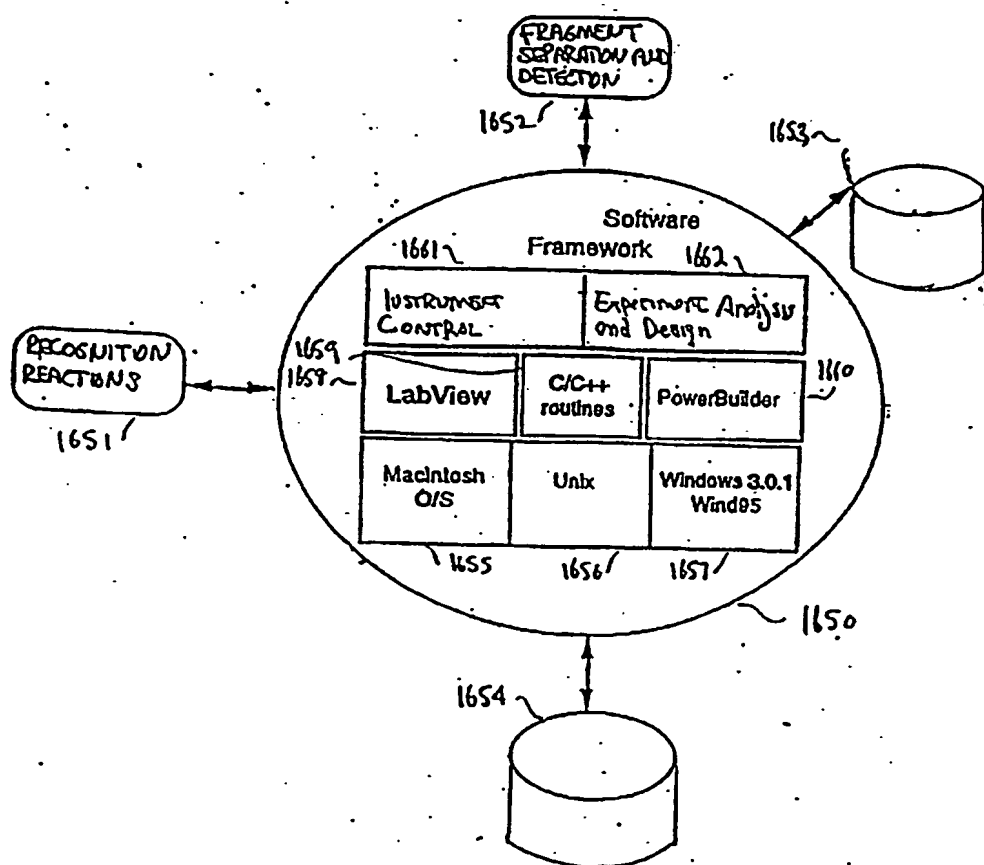 FRAGMENT
SEPARATION AND
DETECTION
1652
1653
Software
Framework
1661
1662
INSTRUMENT
CONTROL
Experiment Analysis
and Design
RECOGNITION
REACTIONS
1651
1659
1658
LabView
C/C++
routines
PowerBuilder
1660
Macintosh
O/S
Unix
Windows 3.0.1
Wind95
1655
1656
1657
1650
1654